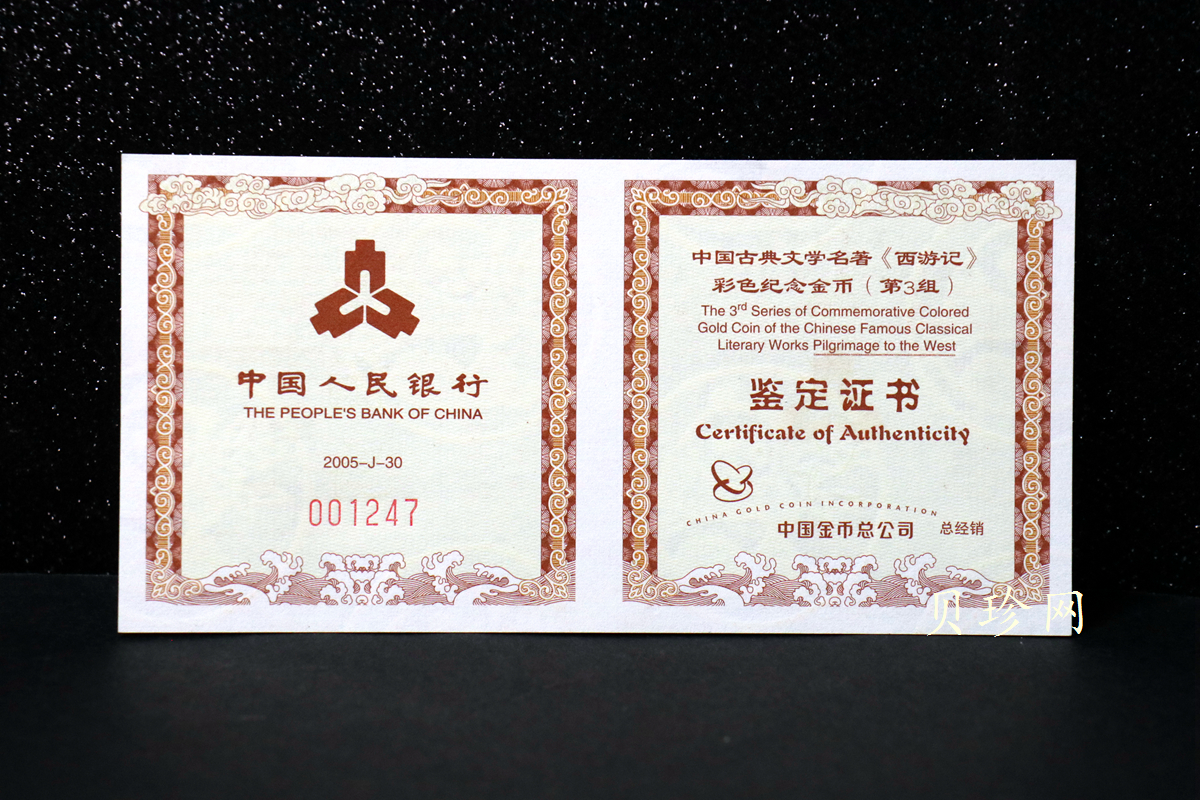 中国人民银行
THE PEOPLE'S BANK OF CHINA
2005-J-30
001247
中国古典文学名著《西游记》
彩色纪念金币（第3组）
The 3rd Series of Commemorative Colored
Gold Coin of the Chinese Famous Classical
Literary Works Pilgrimage to the West
鉴定证书
Certificate of Authenticity
CHINA GOLD COIN INCORPORATION
中国金币总公司 总经销
贝珍网